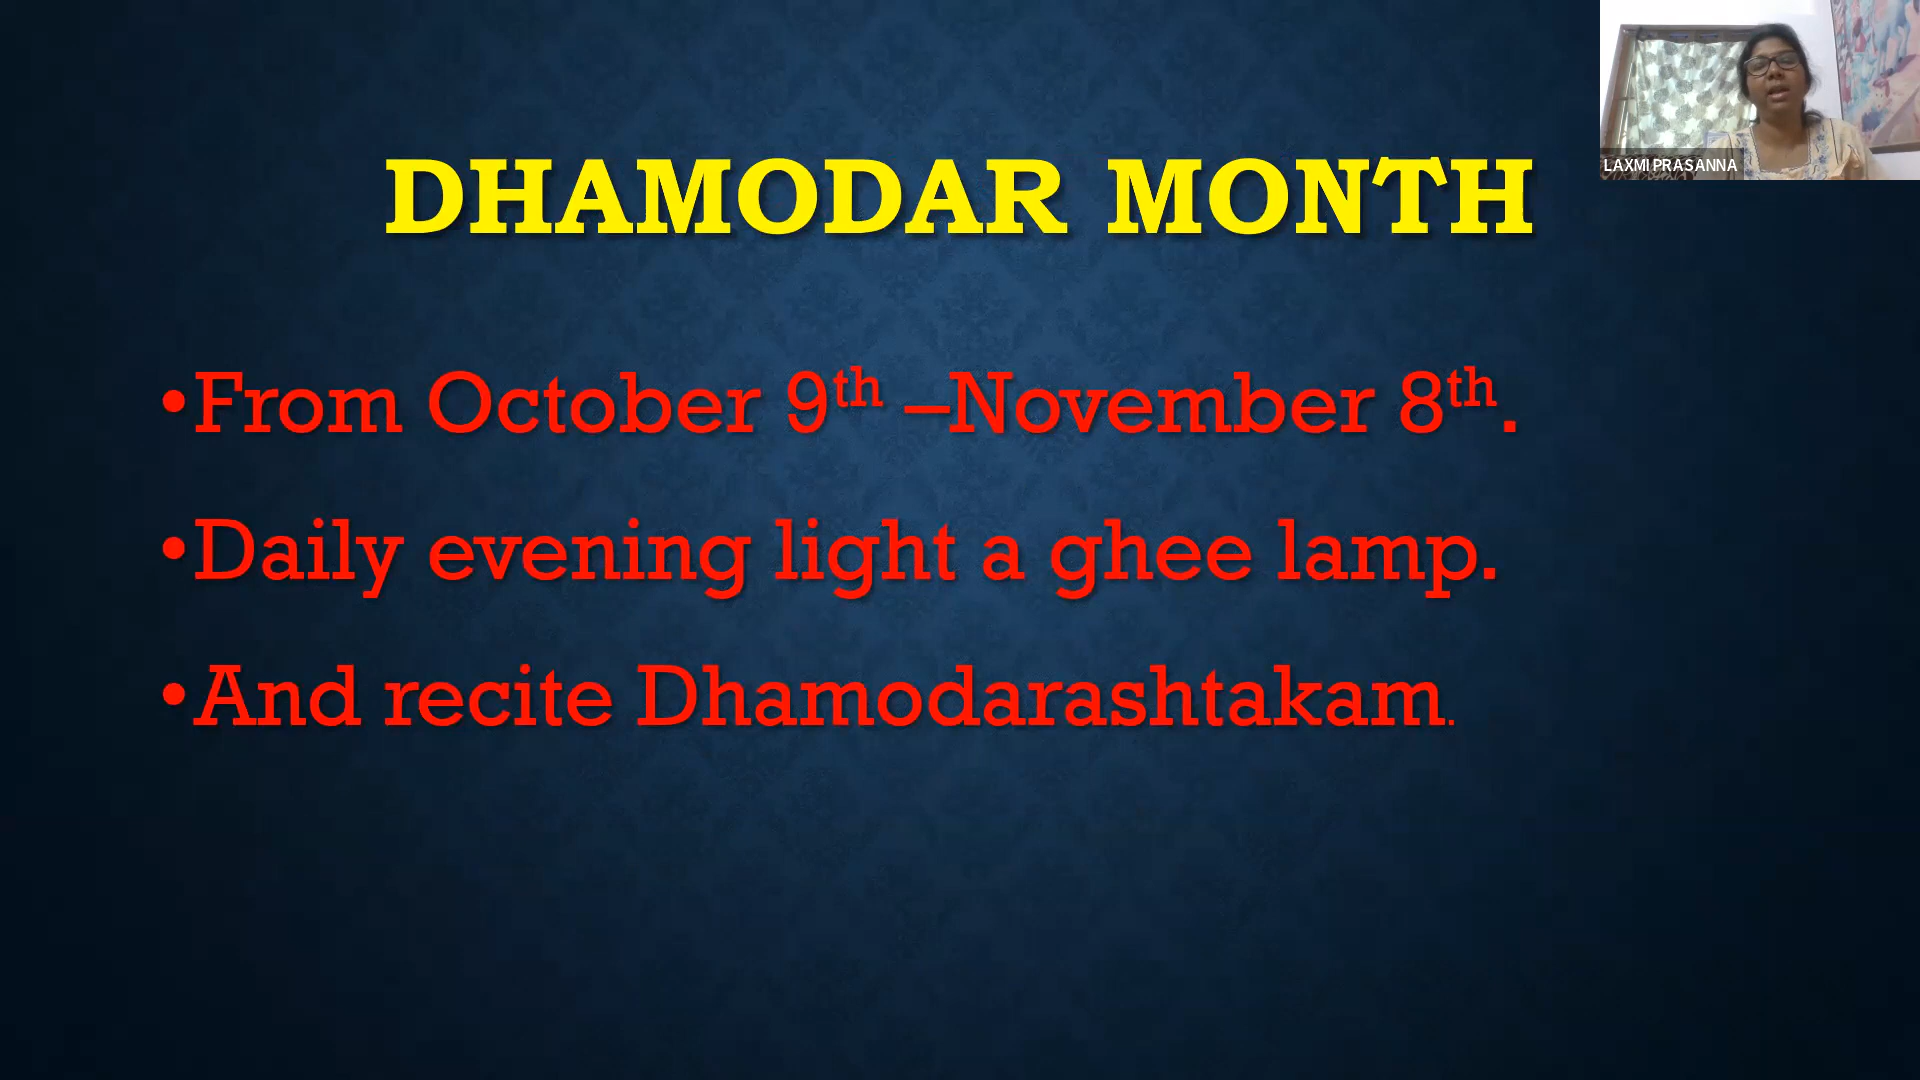 LAXMI PRASANNA
DHAMODAR MONTH
•From October 9th –November 8th.
•Daily evening light a ghee lamp.
•And recite Dhamodarashtakam.